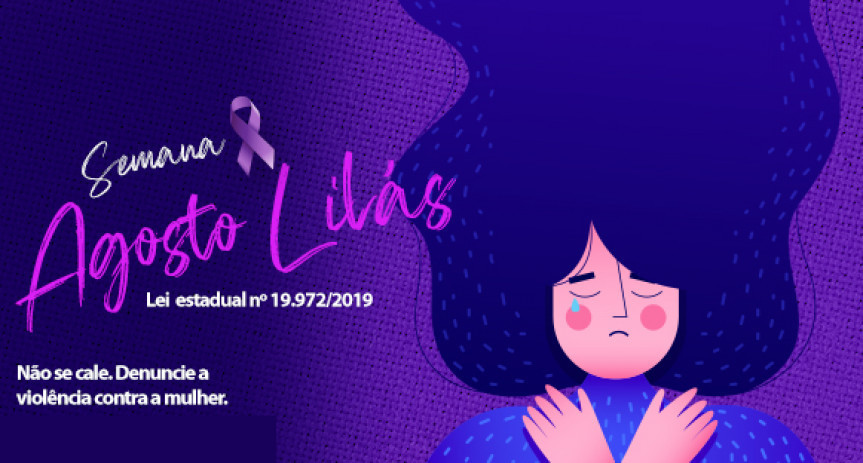 Semana
Agosto Lilás
Lei estadual nº 19.972/2019
Não se cale. Denuncie a
violência contra a mulher.